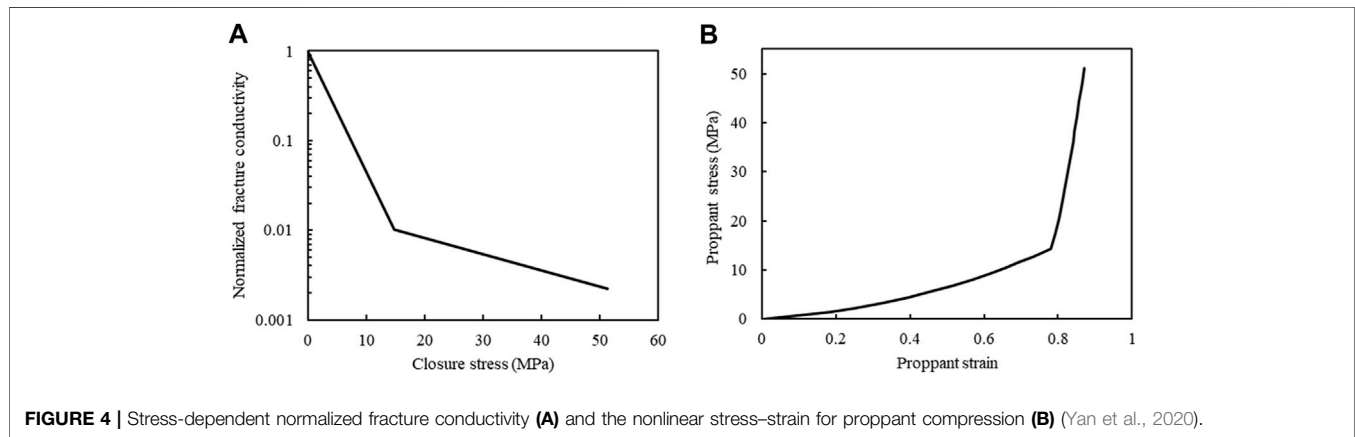 A
Normalized fracture conductivity
1
0.1
0.01
0.001
0 10 20 30 40 50 60
Closure stress (MPa)
B
Proppant stress (MPa)
50
40
30
20
10
0
0 0.2 0.4 0.6 0.8 1
Proppant strain
FIGURE 4 | Stress-dependent normalized fracture conductivity (A) and the nonlinear stress–strain for proppant compression (B) (Yan et al., 2020).